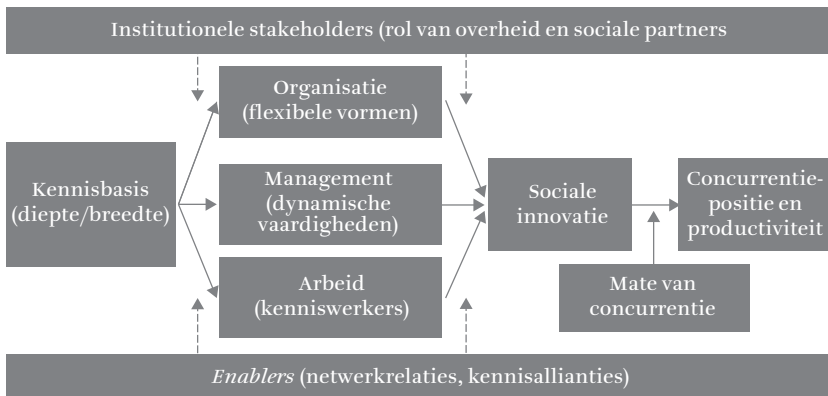 Institutionele stakeholders (rol van overheid en sociale partners
Organisatie
(flexibele vormen)
Kennisbasis
(diepte/breedte)
Management
(dynamische
vaardigheden)
Sociale
innovatie
Concurrentie-
positie en
productiviteit
Arbeid
(kenniswerkers)
Mate van
concurrentie
Enablers (netwerkrelaties, kennisallianties)